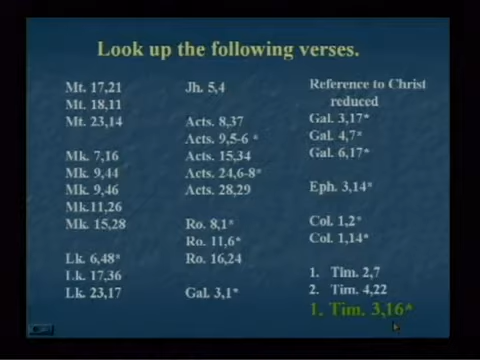 Look up the following verses.
Mt. 17,21
Mt. 18,11
Mt. 23,14
Mk. 7,16
Mk. 9,44
Mk. 9,46
Mk.11,26
Mk. 15,28
Lk. 6,48*
Lk. 17,36
Lk. 23,17
Jh. 5,4
Acts. 8,37
Acts. 9,5-6 *
Acts. 15,34
Acts. 24,6-8*
Acts. 28,29
Ro. 8,1*
Ro. 11,6*
Ro. 16,24
Gal. 3,1*
Reference to Christ
reduced
Gal. 3,17*
Gal. 4,7*
Gal. 6,17*
Eph. 3,14*
Col. 1,2*
Col. 1,14*
1. Tim. 2,7
2. Tim. 4,22
1. Tim. 3,16*